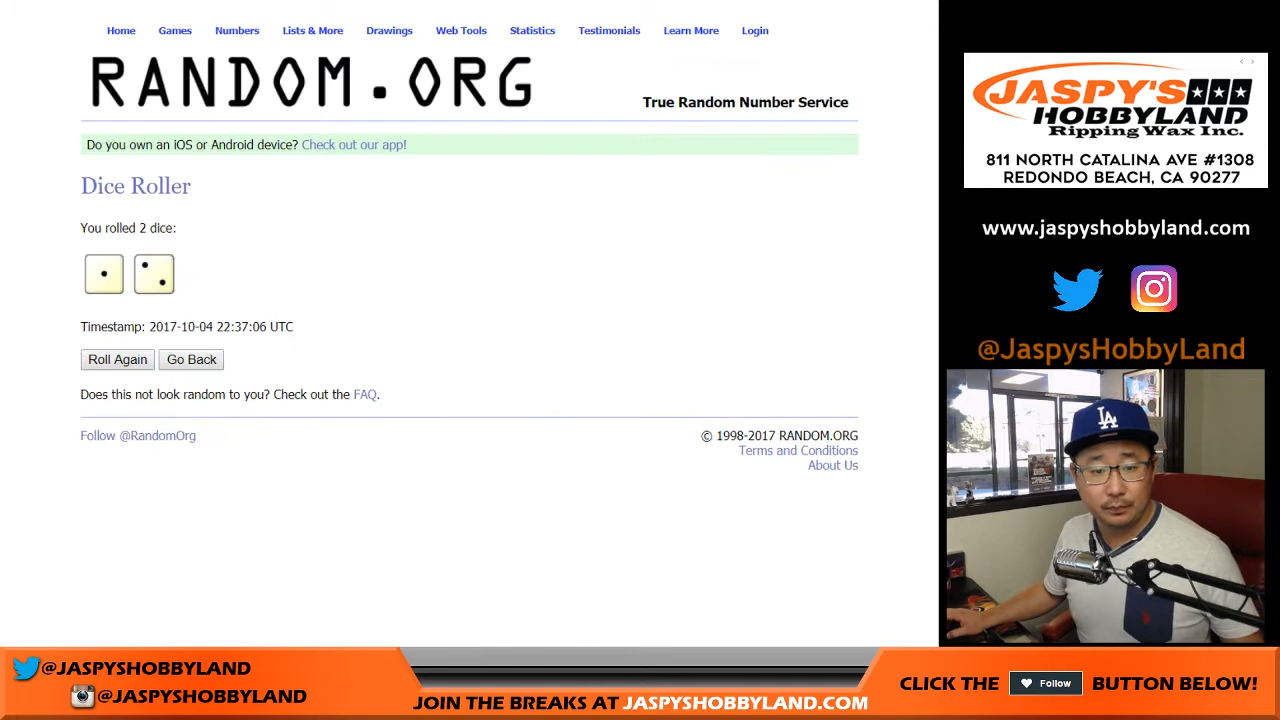 Home Games Numbers Lists & More Drawings Web Tools Statistics Testimonials Learn More Login
RANDOM.ORG
True Random Number Service
Do you own an iOS or Android device? Check out our app!
Dice Roller
You rolled 2 dice:
Timestamp: 2017-10-04 22:37:06 UTC
Roll Again Go Back
Does this not look random to you? Check out the FAQ.
Follow @RandomOrg
© 1998-2017 RANDOM.ORG
Terms and Conditions
About Us
JASPY'S
HOBBYLAND
Ripping Wax Inc.
811 NORTH CATALINA AVE #1308
REDONDO BEACH, CA 90277
www.jaspyshobbyland.com
@JaspysHobbyLand
LA
@JASPYSHOBBYLAND
@JASPYSHOBBYLAND
JOIN THE BREAKS AT JASPYSHOBBYLAND.COM
CLICK THE Follow BUTTON BELOW!